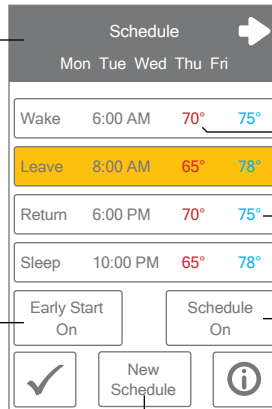 Schedule
Mon Tue Wed Thu Fri
Wake 6:00 AM 70° 75°
Leave 8:00 AM 65° 78°
Return 6:00 PM 70° 75°
Sleep 10:00 PM 65° 78°
Early Start
On
Schedule
On
New
Schedule